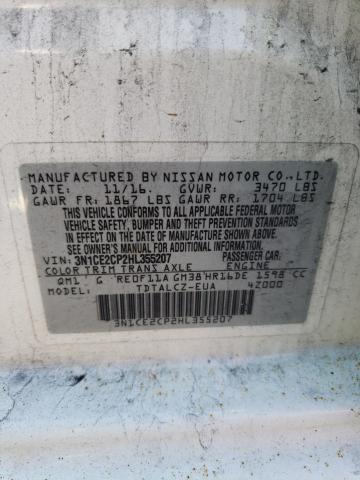 MANUFACTURED BY NISSAN MOTOR CO., LTD.
DATE: 11/16. GVWR: 3470 LBS
GAWR FR: 1867 LBS GAWR RR: 1704 LBS
THIS VEHICLE CONFORMS TO ALL APPLICABLE FEDERAL MOTOR
VEHICLE SAFETY, BUMPER AND THEFT PREVENTION STANDARDS
IN EFFECT ON THE DATE OF MANUFACTURE SHOWN ABOVE.
SEE OWNER'S MANUAL FOR ADDITIONAL INFORMATION.
VIN: 3N1CE2CP2HL355207 PASSENGER CAR.
COLOR TRIM TRANS AXLE ENGINE
QM1 G RE0F11A GM38 HR16DE 1598 CC
MODEL: TDTALCZ-EUA 4Z000
3N1CE2CP2HL355207